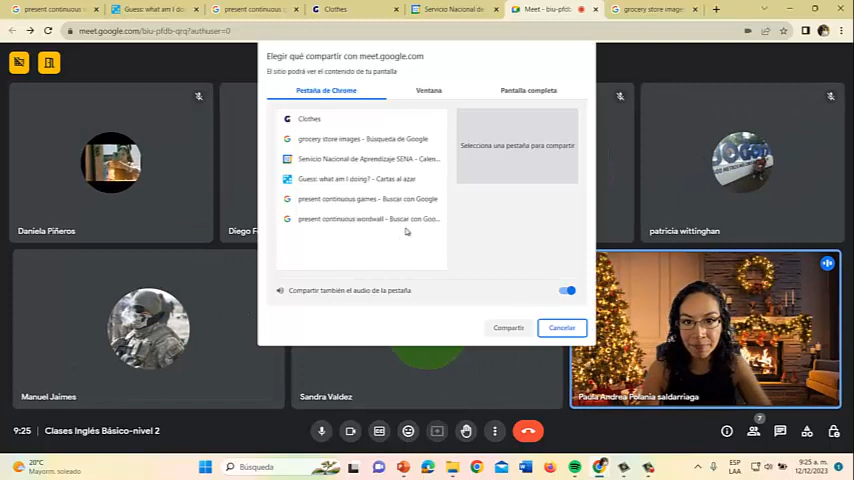 present continuous w
Guess: what am I do
present continuous g
Clothes
Servicio Nacional de
Meet - biu-pfdb
grocery store images
meet.google.com/biu-pfdb-qrq?authuser=0
Elegir qué compartir con meet.google.com
El sitio podrá ver el contenido de tu pantalla
Pestaña de Chrome
Ventana
Pantalla completa
Clothes
grocery store images - Búsqueda de Google
Servicio Nacional de Aprendizaje SENA - Calen...
Guess: what am I doing? - Cartas al azar
present continuous games - Buscar con Google
present continuous wordwall - Buscar con Goo...
Selecciona una pestaña para compartir
Compartir también el audio de la pestaña
Compartir
Cancelar
Daniela Piñeros
Diego F
patricia wittinghan
Manuel Jaimes
Sandra Valdez
Paula Andrea Polania saldarriaga
9:25
Clases Inglés Básico-nivel 2
7
20°C
Mayorm. soleado
Búsqueda
ESP
LAA
9:25 a.m.
12/12/2023